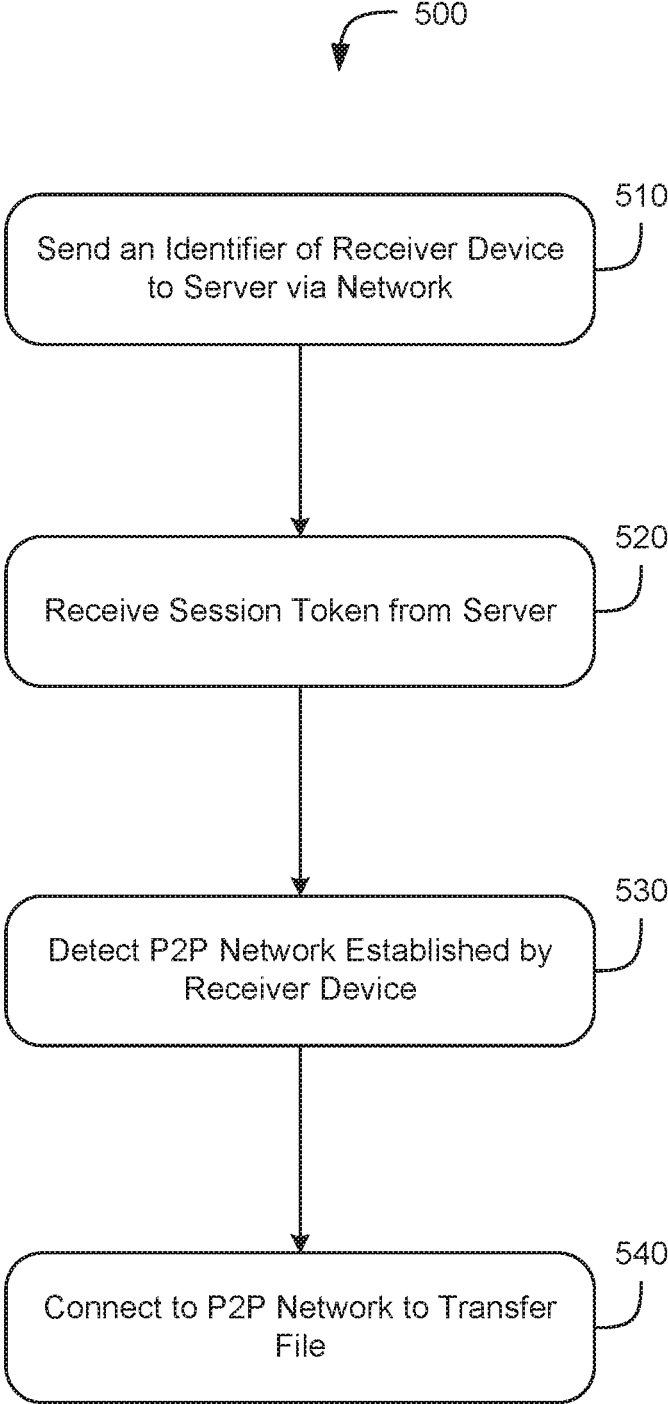 500
510
Send an Identifier of Receiver Device
to Server via Network
520
Receive Session Token from Server
530
Detect P2P Network Established by
Receiver Device
540
Connect to P2P Network to Transfer
File